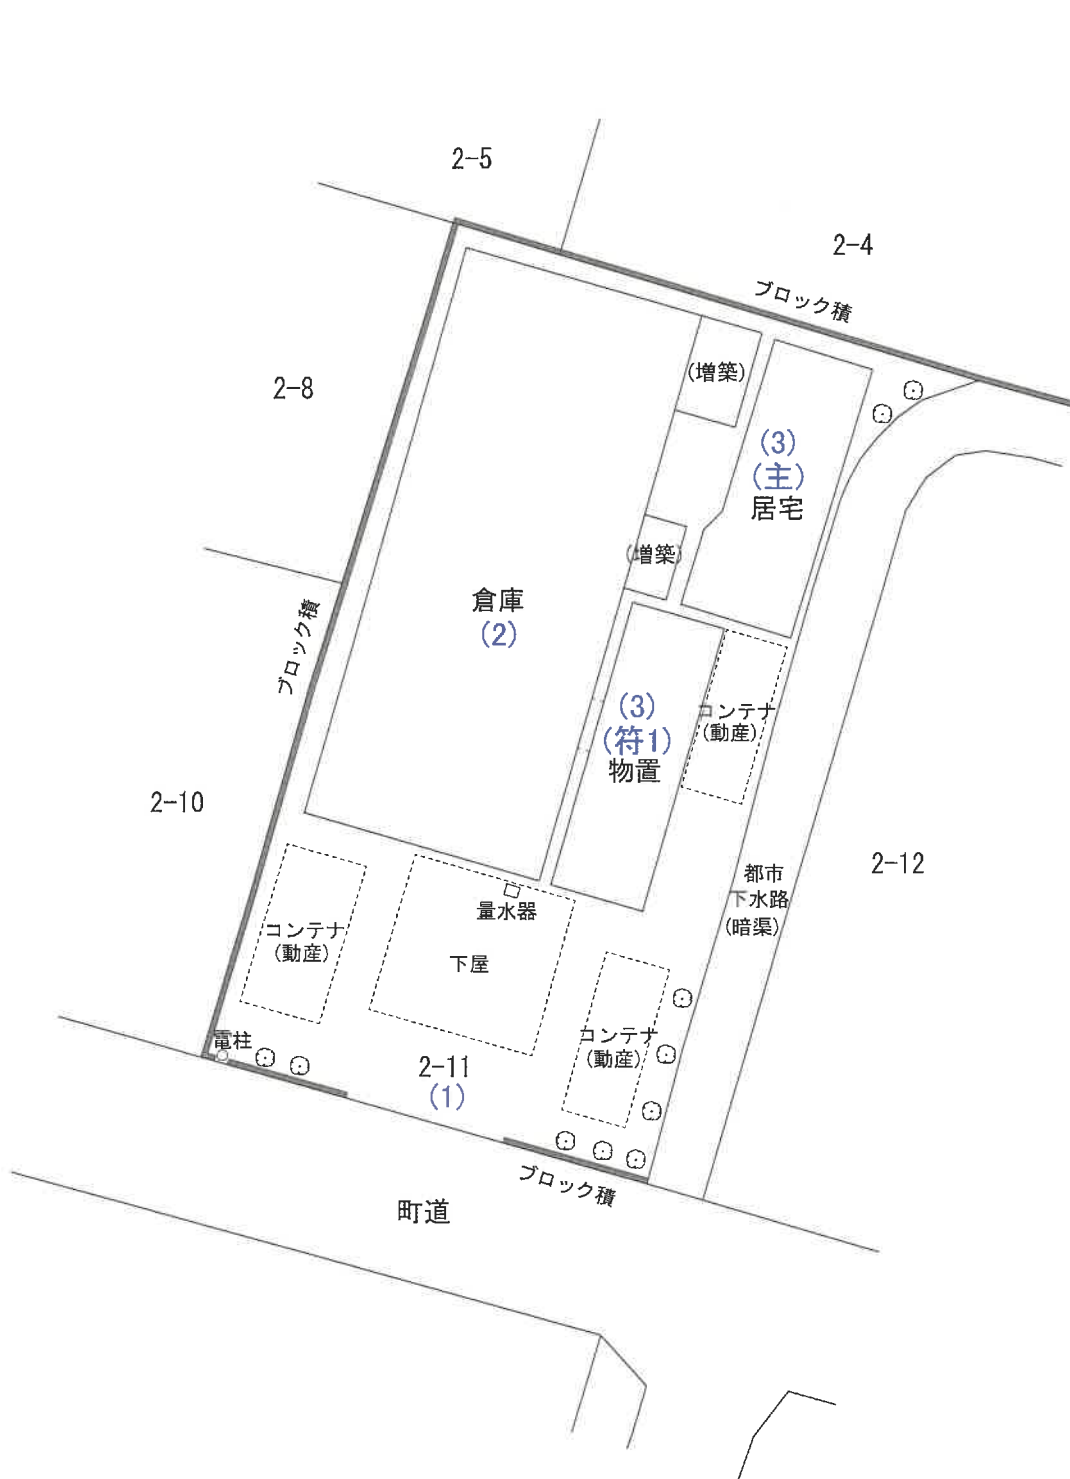 2-5
2-4
ブロック積
2-8
(増築)
(3)
(主)
居宅
(増築)
倉庫
(2)
ブロック積
(3)
(符1)
物置
コンテナ
(動産)
2-10
2-12
都市
下水路
(暗渠)
量水器
コンテナ
(動産)
下屋
電柱
コンテナ
(動産)
2-11
(1)
ブロック積
町道